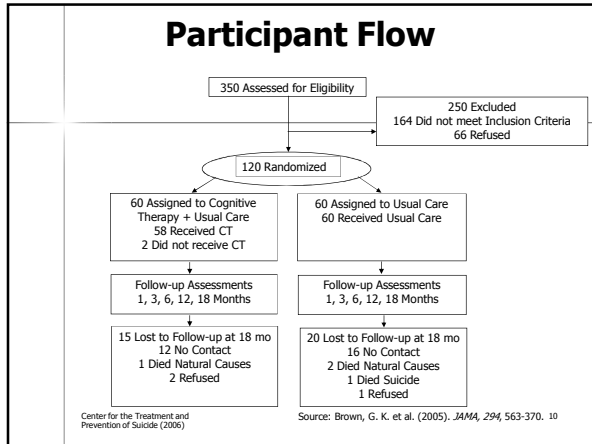 Participant Flow
350 Assessed for Eligibility
250 Excluded
164 Did not meet Inclusion Criteria
66 Refused
120 Randomized
60 Assigned to Cognitive
Therapy + Usual Care
58 Received CT
2 Did not receive CT
60 Assigned to Usual Care
60 Received Usual Care
Follow-up Assessments
1, 3, 6, 12, 18 Months
Follow-up Assessments
1, 3, 6, 12, 18 Months
15 Lost to Follow-up at 18 mo
12 No Contact
1 Died Natural Causes
2 Refused
20 Lost to Follow-up at 18 mo
16 No Contact
2 Died Natural Causes
1 Died Suicide
1 Refused
Center for the Treatment and
Prevention of Suicide (2006)
Source: Brown, G. K. et al. (2005). JAMA, 294, 563-370. 10